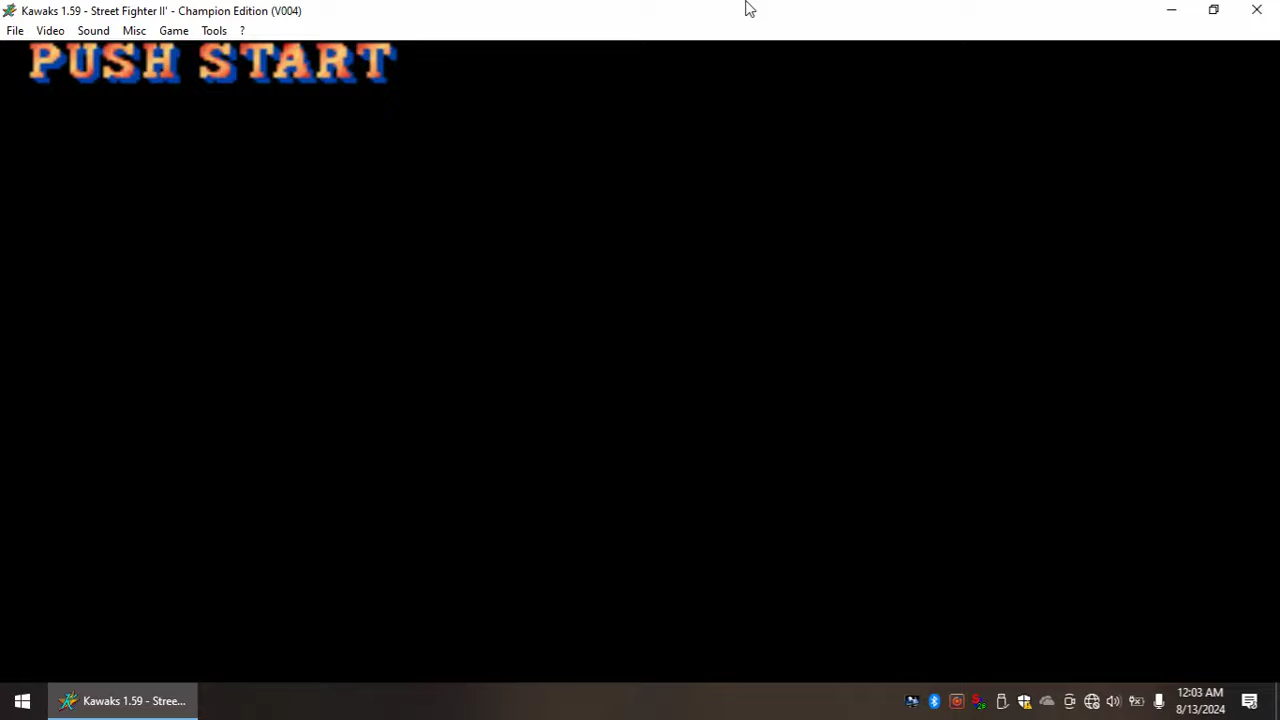 Kawaks 1.59 - Street Fighter II' - Champion Edition (V004)
File Video Sound Misc Game Tools ?
PUSH START
Kawaks 1.59 - Stree...
12:03 AM
8/13/2024